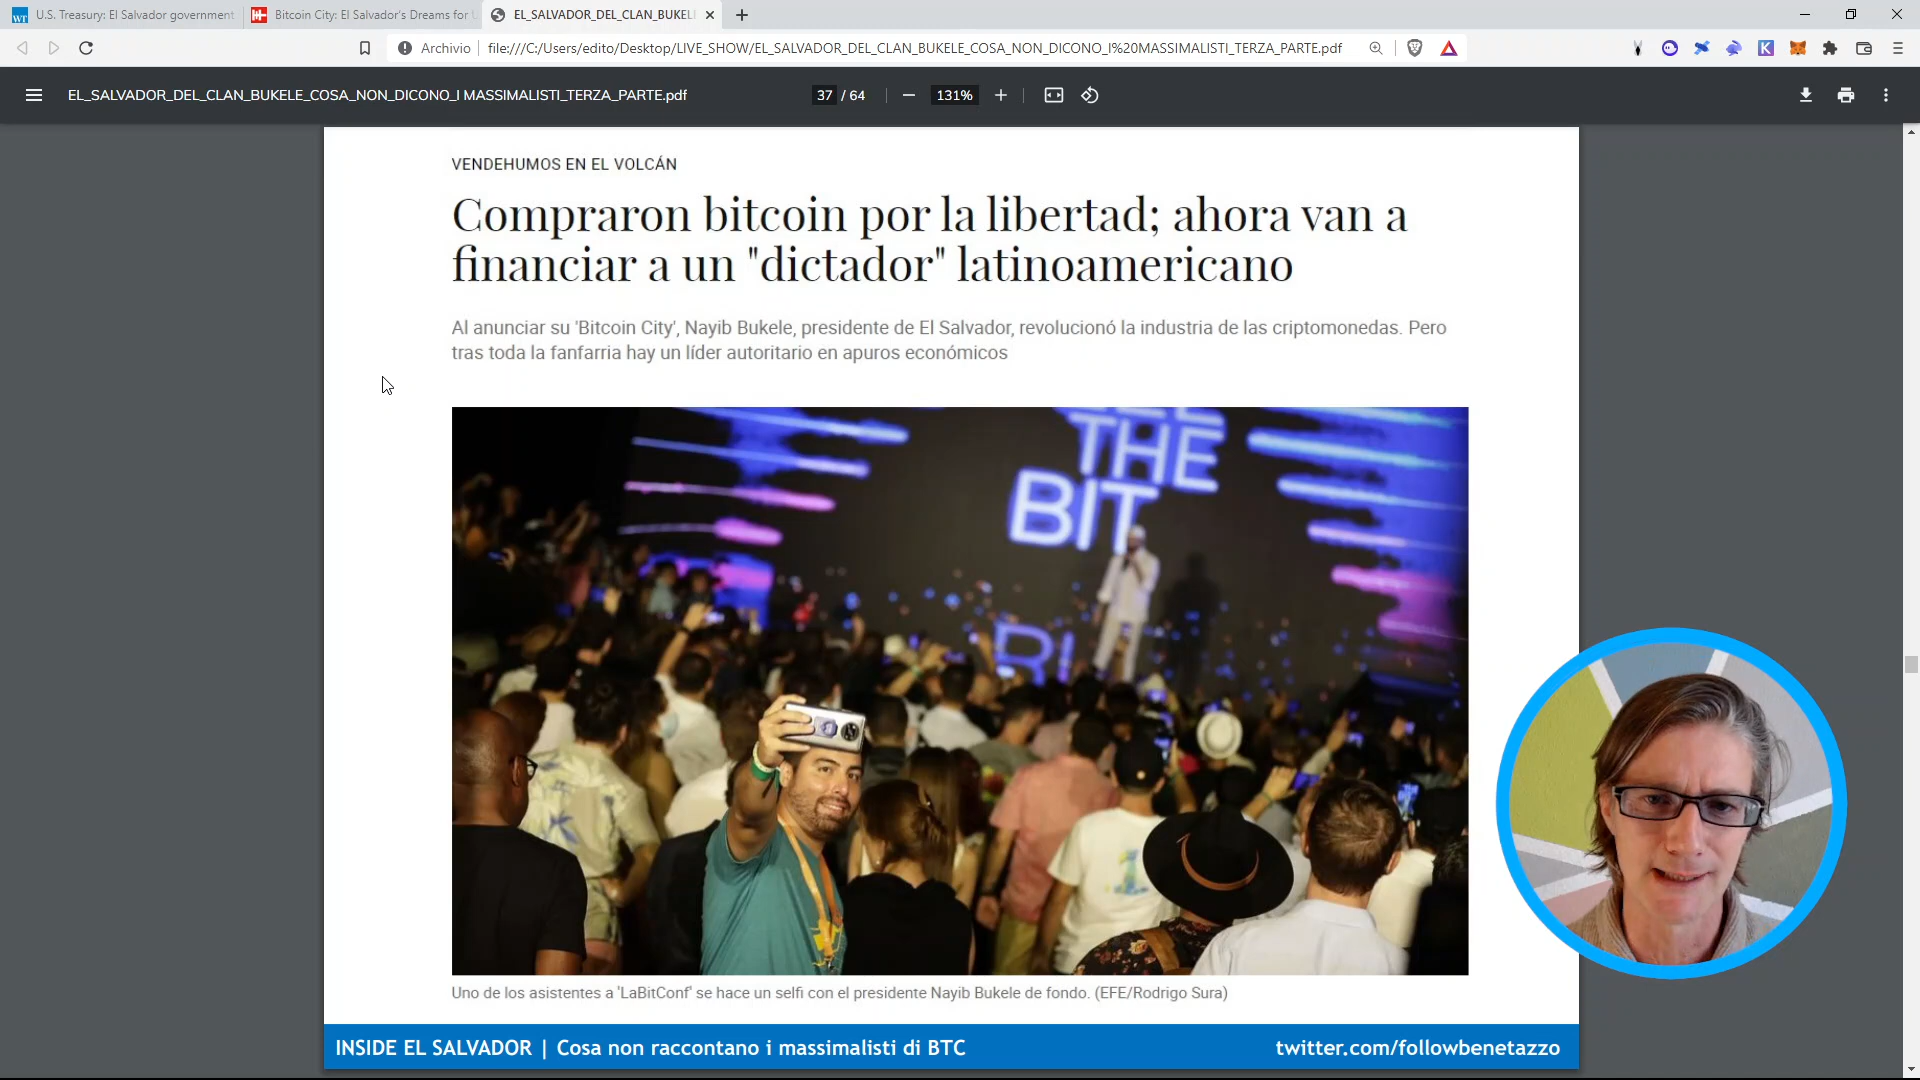 U.S. Treasury: El Salvador government
Bitcoin City: El Salvador's Dreams for
EL_SALVADOR_DEL_CLAN_BUKEL
Archivio
file:///C:/Users/edito/Desktop/LIVE_SHOW/EL_SALVADOR_DEL_CLAN_BUKELE_COSA_NON_DICONO_I%20MASSIMALISTI_TERZA_PARTE.pdf
EL_SALVADOR_DEL_CLAN_BUKELE_COSA_NON_DICONO_I MASSIMALISTI_TERZA_PARTE.pdf
37 / 64
131%
VENDEHUMOS EN EL VOLCÁN
Compraron bitcoin por la libertad; ahora van a
financiar a un "dictador" latinoamericano
Al anunciar su 'Bitcoin City', Nayib Bukele, presidente de El Salvador, revolucionó la industria de las criptomonedas. Pero
tras toda la fanfarria hay un líder autoritario en apuros económicos
THE
BIT
Uno de los asistentes a 'LaBitConf' se hace un selfi con el presidente Nayib Bukele de fondo. (EFE/Rodrigo Sura)
INSIDE EL SALVADOR | Cosa non raccontano i massimalisti di BTC
twitter.com/followbenetazzo